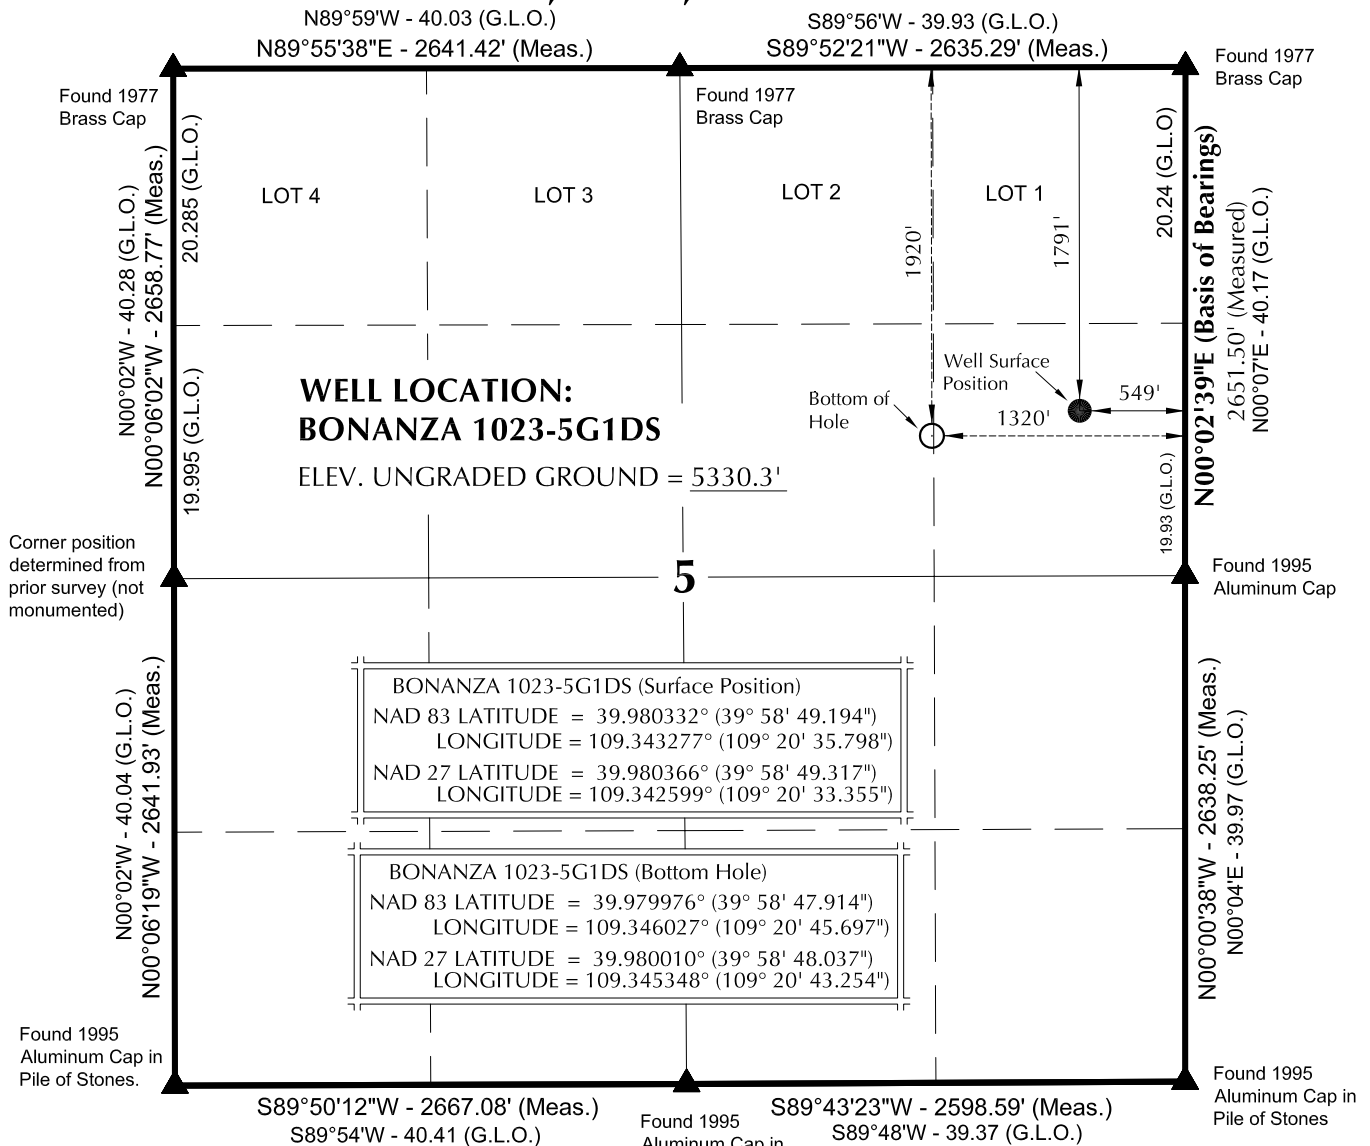 N89°59'W - 40.03 (G.L.O.)
N89°55'38"E - 2641.42' (Meas.)
S89°56'W - 39.93 (G.L.O.)
S89°52'21"W - 2635.29' (Meas.)
Found 1977
Brass Cap
Found 1977
Brass Cap
Found 1977
Brass Cap
N00°02'W - 40.28 (G.L.O.)
N00°06'02"W - 2658.77' (Meas.)
20.285 (G.L.O.)
19.995 (G.L.O.)
LOT 4
LOT 3
LOT 2
LOT 1
1920'
1791'
20.24 (G.L.O)
N00°02'39"E (Basis of Bearings)
2651.50' (Measured)
N00°07'E - 40.17 (G.L.O.)
WELL LOCATION:
BONANZA 1023-5G1DS
ELEV. UNGRADED GROUND = 5330.3'
Well Surface
Position
Bottom of
Hole
549'
1320'
19.93 (G.L.O.)
Corner position
determined from
prior survey (not
monumented)
5
Found 1995
Aluminum Cap
N00°02'W - 40.04 (G.L.O.)
N00°06'19"W - 2641.93' (Meas.)
BONANZA 1023-5G1DS (Surface Position)
NAD 83 LATITUDE = 39.980332° (39° 58' 49.194")
LONGITUDE = 109.343277° (109° 20' 35.798")
NAD 27 LATITUDE = 39.980366° (39° 58' 49.317")
LONGITUDE = 109.342599° (109° 20' 33.355")
BONANZA 1023-5G1DS (Bottom Hole)
NAD 83 LATITUDE = 39.979976° (39° 58' 47.914")
LONGITUDE = 109.346027° (109° 20' 45.697")
NAD 27 LATITUDE = 39.980010° (39° 58' 48.037")
LONGITUDE = 109.345348° (109° 20' 43.254")
N00°00'38"W - 2638.25' (Meas.)
N00°04'E - 39.97 (G.L.O.)
Found 1995
Aluminum Cap in
Pile of Stones.
S89°50'12"W - 2667.08' (Meas.)
S89°54'W - 40.41 (G.L.O.)
Found 1995
Aluminum Cap in
S89°43'23"W - 2598.59' (Meas.)
S89°48'W - 39.37 (G.L.O.)
Found 1995
Aluminum Cap in
Pile of Stones